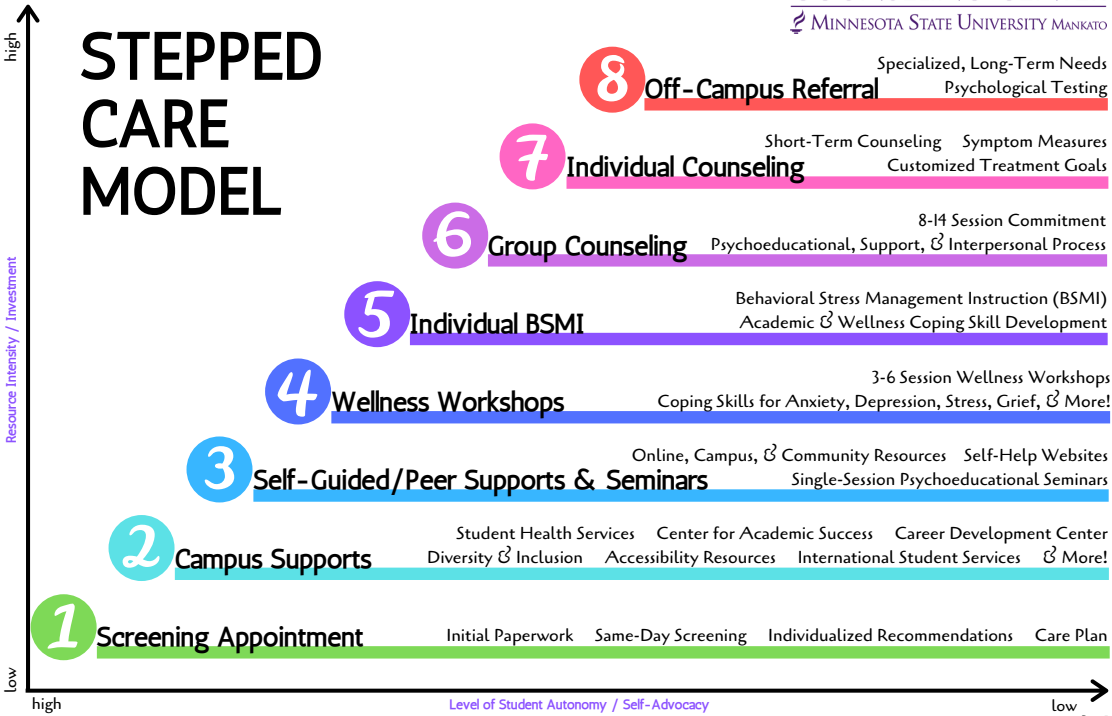 MINNESOTA STATE UNIVERSITY MANKATO
STEPPED
CARE
MODEL
high
Resource Intensity / Investment
low
8
Off-Campus Referral
Specialized, Long-Term Needs
Psychological Testing
7
Individual Counseling
Short-Term Counseling Symptom Measures
Customized Treatment Goals
6
Group Counseling
8-14 Session Commitment
Psychoeducational, Support, & Interpersonal Process
5
Individual BSMI
Behavioral Stress Management Instruction (BSMI)
Academic & Wellness Coping Skill Development
4
Wellness Workshops
3-6 Session Wellness Workshops
Coping Skills for Anxiety, Depression, Stress, Grief, & More!
3
Self-Guided/Peer Supports & Seminars
Online, Campus, & Community Resources Self-Help Websites
Single-Session Psychoeducational Seminars
2
Campus Supports
Student Health Services Center for Academic Success Career Development Center
Diversity & Inclusion Accessibility Resources International Student Services & More!
1
Screening Appointment
Initial Paperwork Same-Day Screening Individualized Recommendations Care Plan
high
Level of Student Autonomy / Self-Advocacy
low